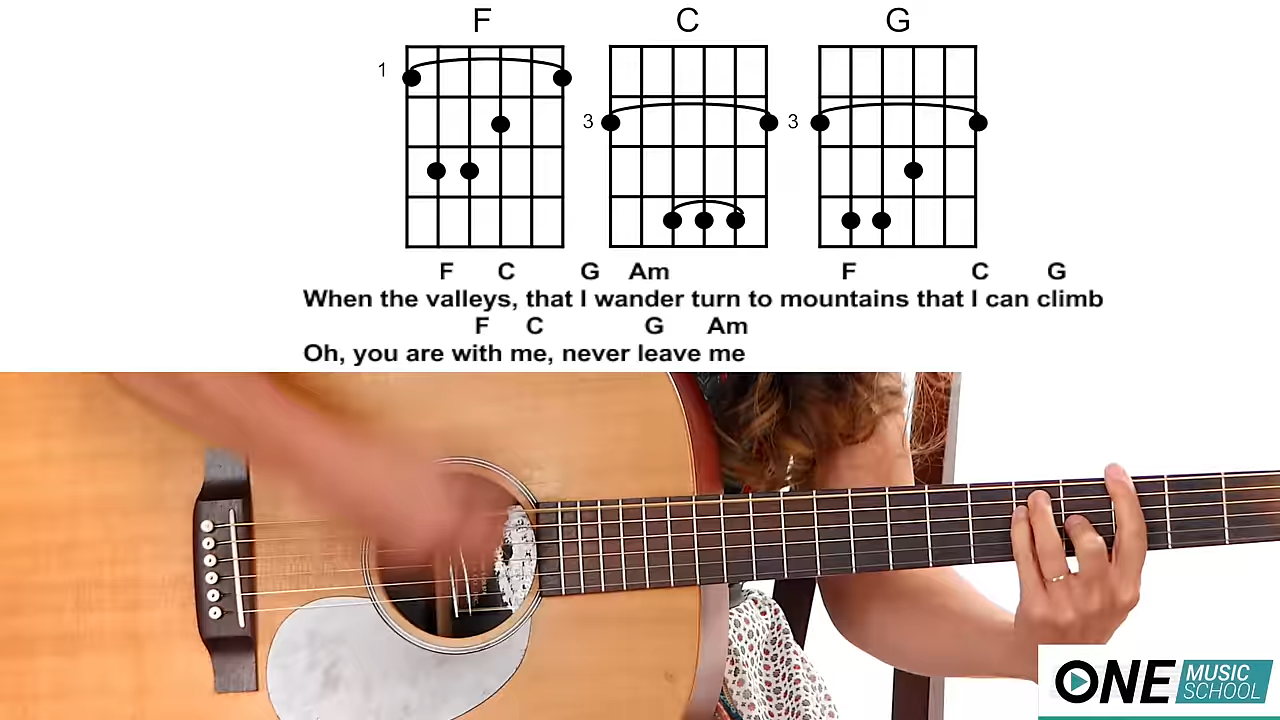 F C G
1 3 3
F C G Am F C G
When the valleys, that I wander turn to mountains that I can climb
F C G Am
Oh, you are with me, never leave me
ONE MUSIC SCHOOL